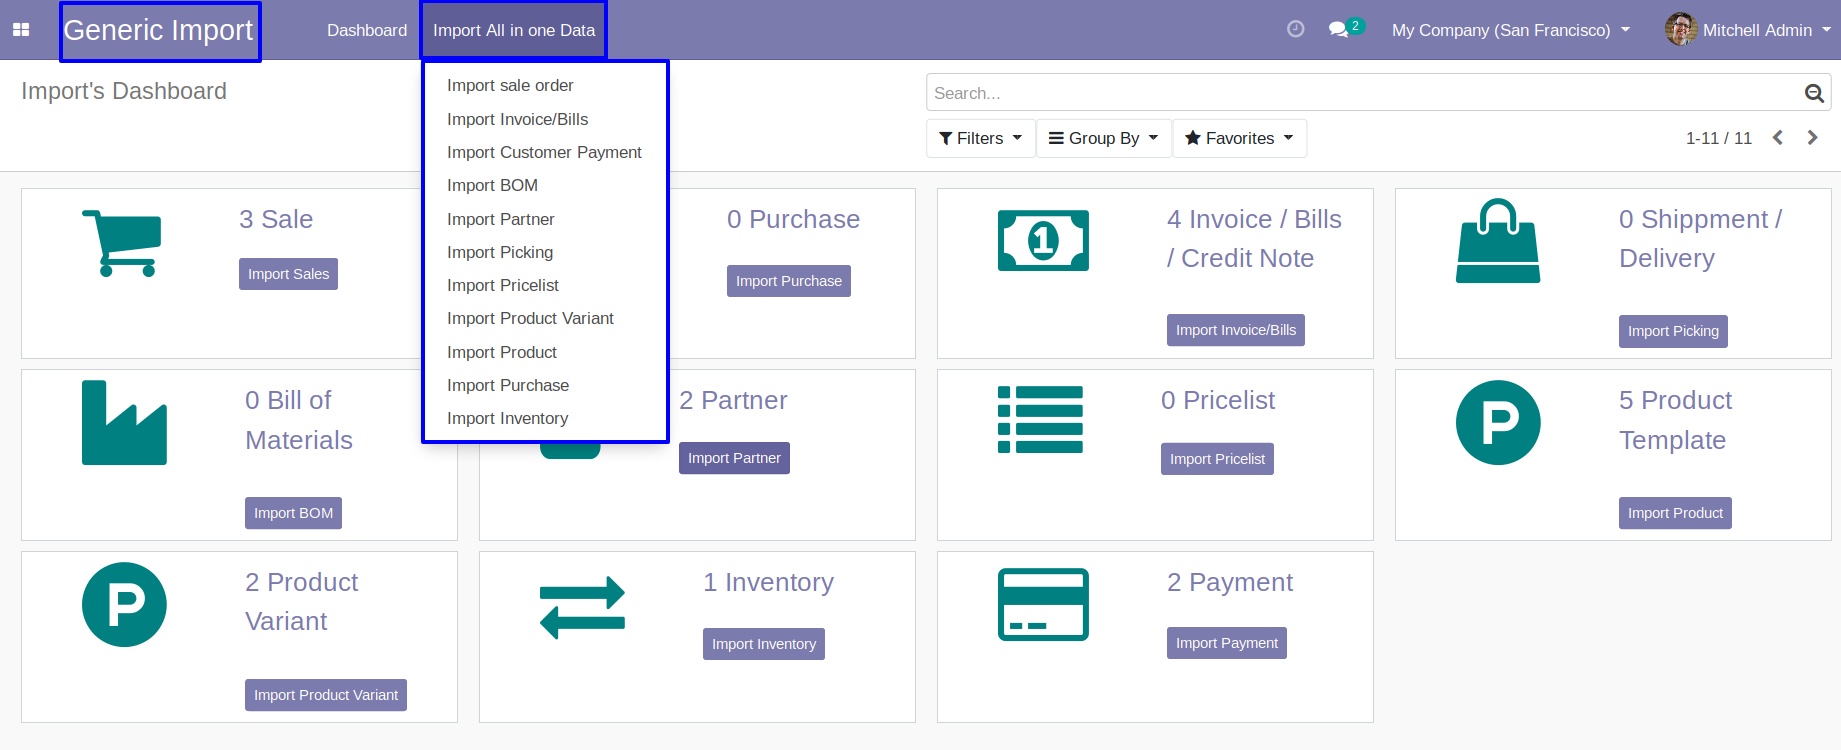 Generic Import
Dashboard
Import All in one Data
2
My Company (San Francisco)
Mitchell Admin
Import's Dashboard
Search...
Filters
Group By
Favorites
1-11 / 11
Import sale order
Import Invoice/Bills
Import Customer Payment
Import BOM
Import Partner
Import Picking
Import Pricelist
Import Product Variant
Import Product
Import Purchase
Import Inventory
3 Sale
Import Sales
0 Purchase
Import Purchase
1
4 Invoice / Bills
/ Credit Note
Import Invoice/Bills
0 Shippment /
Delivery
Import Picking
0 Bill of
Materials
Import BOM
2 Partner
Import Partner
0 Pricelist
Import Pricelist
P
5 Product
Template
Import Product
P
2 Product
Variant
Import Product Variant
1 Inventory
Import Inventory
2 Payment
Import Payment